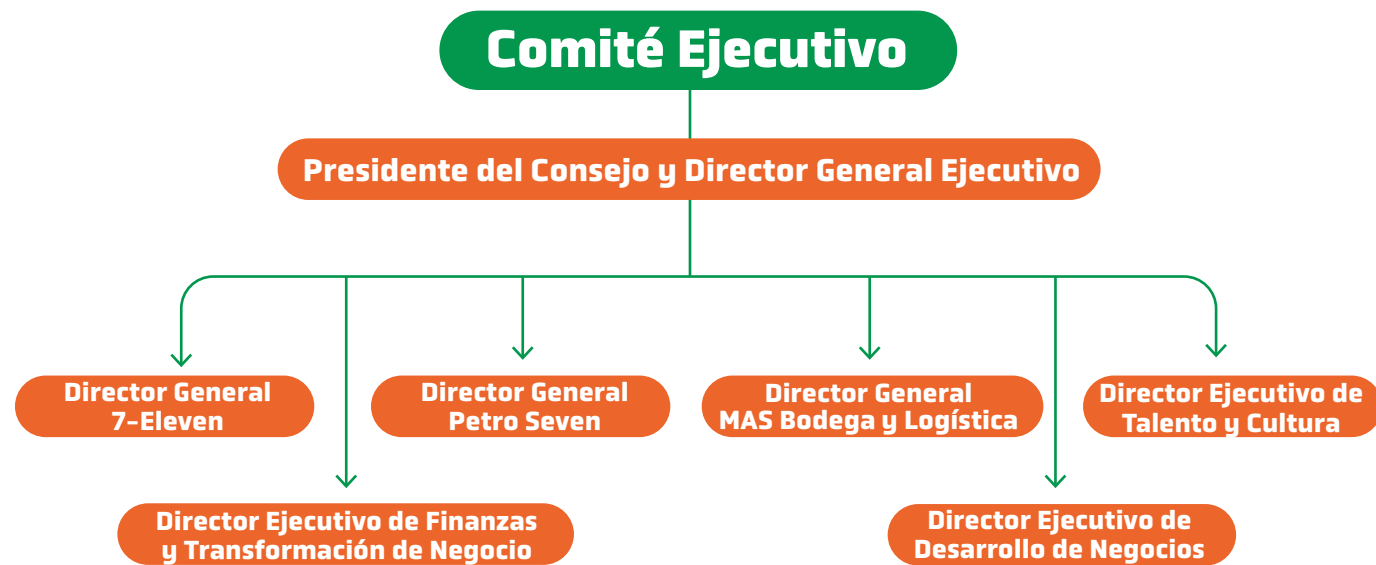 Comité Ejecutivo
Presidente del Consejo y Director General Ejecutivo
Director General
7-Eleven
Director General
Petro Seven
Director General
MAS Bodega y Logística
Director Ejecutivo de
Talento y Cultura
Director Ejecutivo de Finanzas
y Transformación de Negocio
Director Ejecutivo de
Desarrollo de Negocios